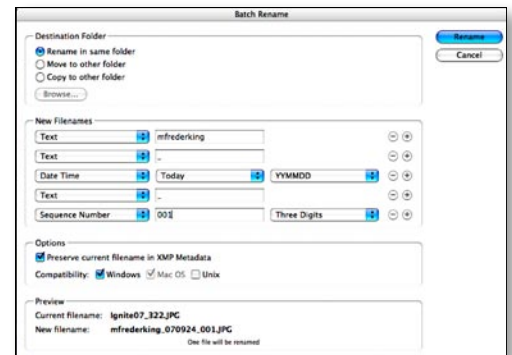 Batch Rename
Destination Folder
Rename in same folder
Move to other folder
Copy to other folder
Browse...
Rename
Cancel
New Filenames
Text mfrederking
Text _
Date Time Today YYMMDD
Text _
Sequence Number 001 Three Digits
Options
Preserve current filename in XMP Metadata
Compatibility: Windows Mac OS Unix
Preview
Current filename: Ignite07_322.JPG
New filename: mfrederking_070924_001.JPG
One file will be renamed